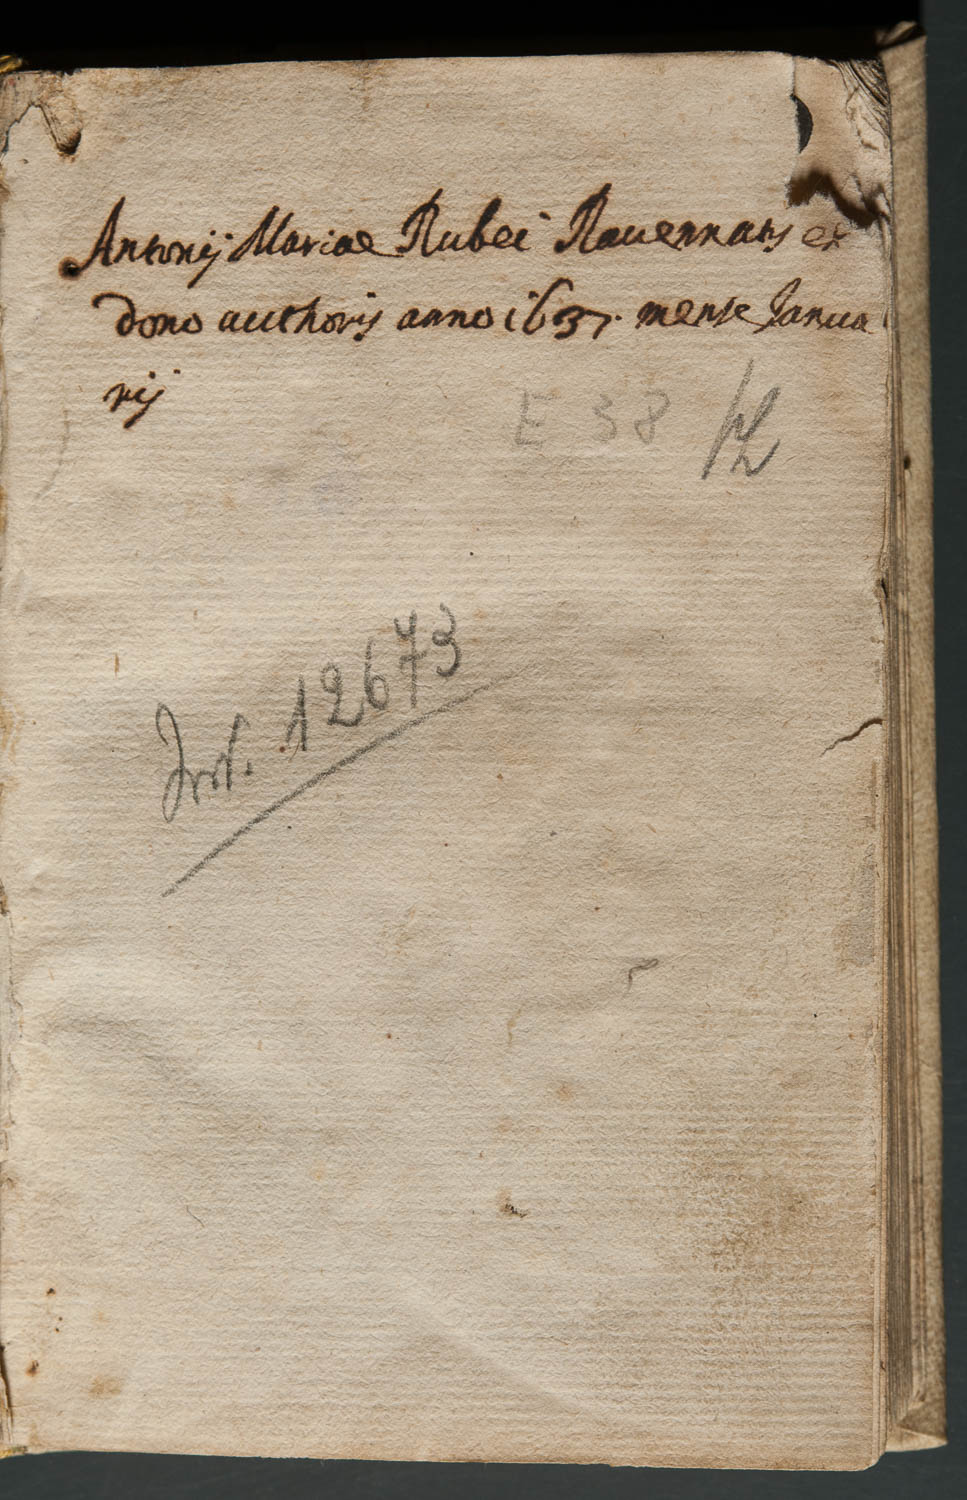 Antonij Mariae Rubei Rauennatis ex
dono authoris anno 1637. mense Janua
rij
E 38
Inv. 12673